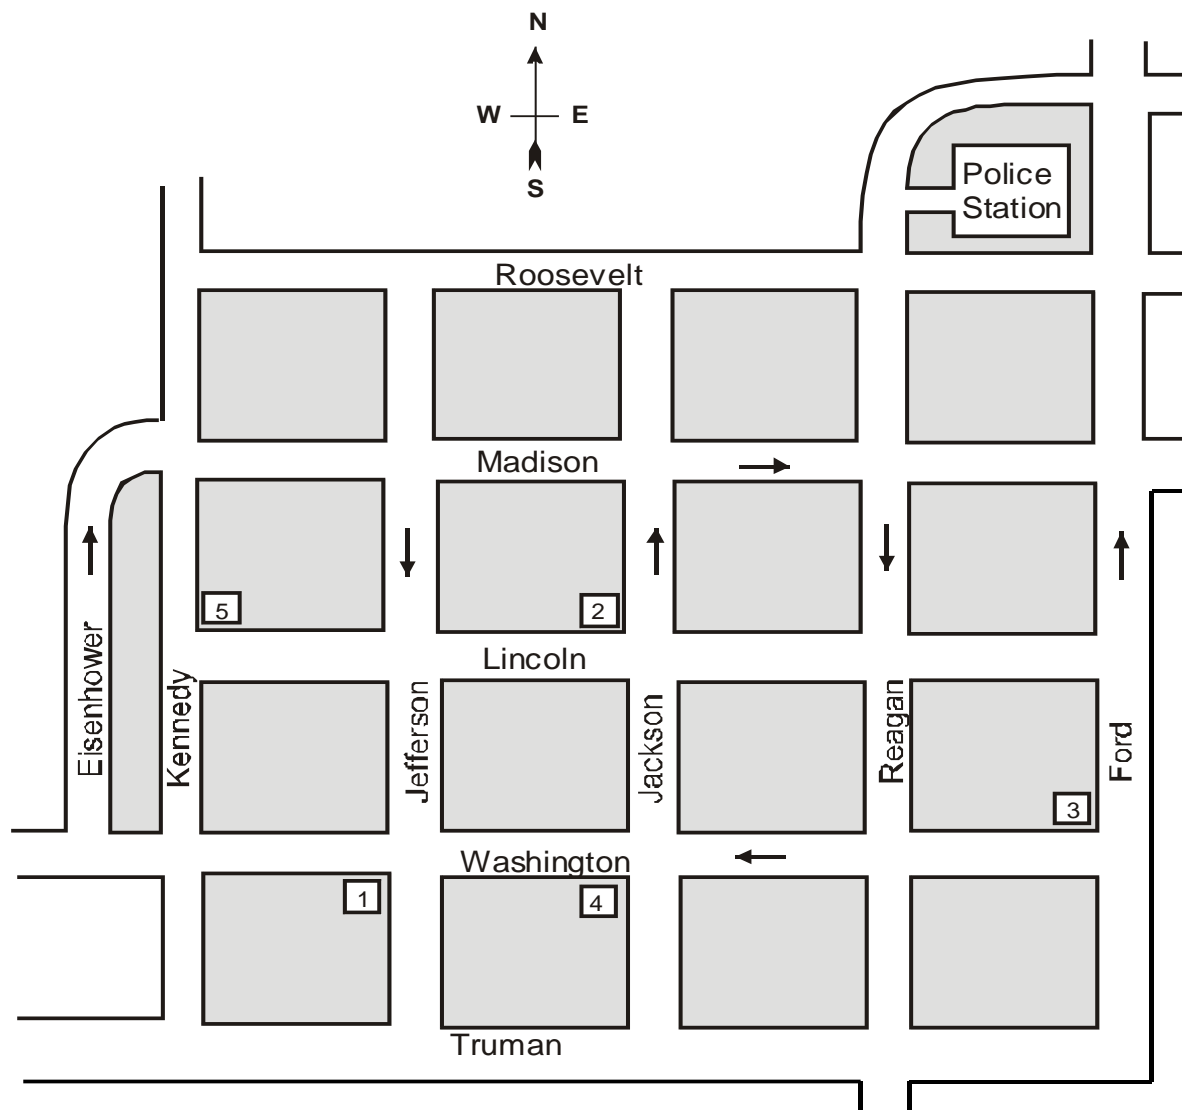 N
W E
S
Police
Station
Roosevelt
Madison
5
2
Lincoln
Eisenhower
Kennedy
Jefferson
Jackson
Reagan
Ford
3
Washington
1
4
Truman